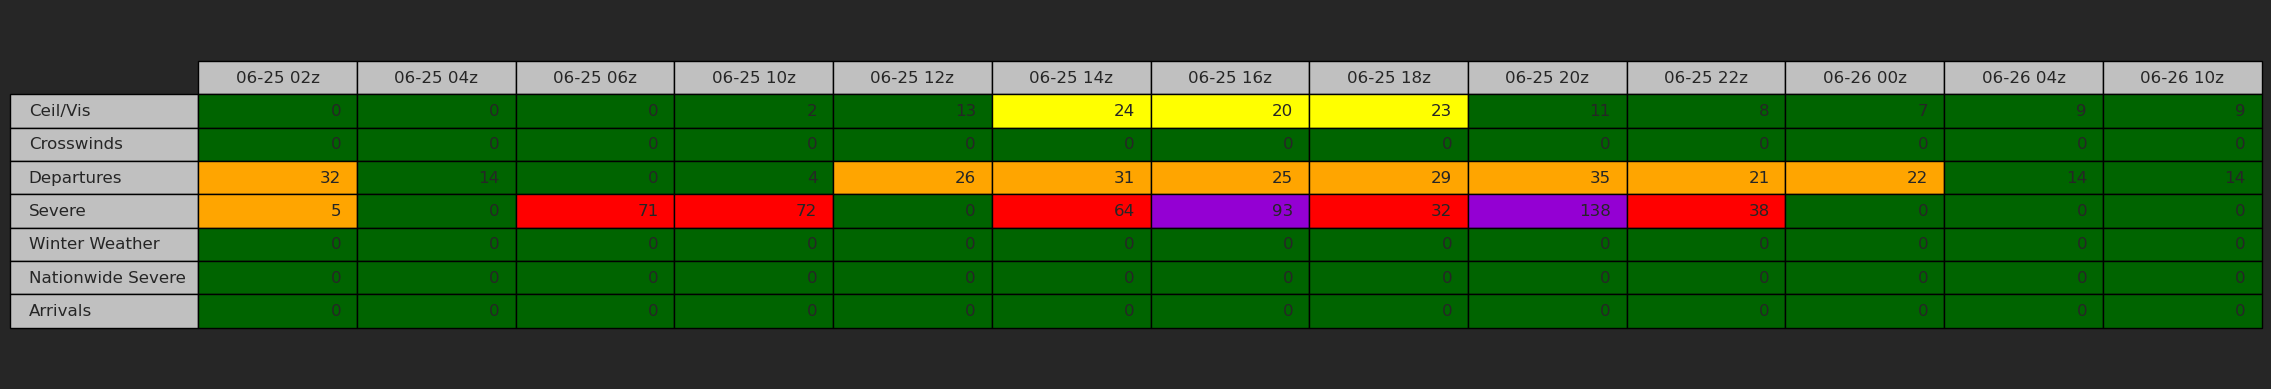 06-25 02z 06-25 04z 06-25 06z 06-25 10z 06-25 12z 06-25 14z 06-25 16z 06-25 18z 06-25 20z 06-25 22z 06-26 00z 06-26 04z 06-26 10z
Ceil/Vis 0 0 0 2 13 24 20 23 11 8 7 9 9
Crosswinds 0 0 0 0 0 0 0 0 0 0 0 0 0
Departures 32 14 0 4 26 31 25 29 35 21 22 14 14
Severe 5 0 71 72 0 64 93 32 138 38 0 0 0
Winter Weather 0 0 0 0 0 0 0 0 0 0 0 0 0
Nationwide Severe 0 0 0 0 0 0 0 0 0 0 0 0 0
Arrivals 0 0 0 0 0 0 0 0 0 0 0 0 0